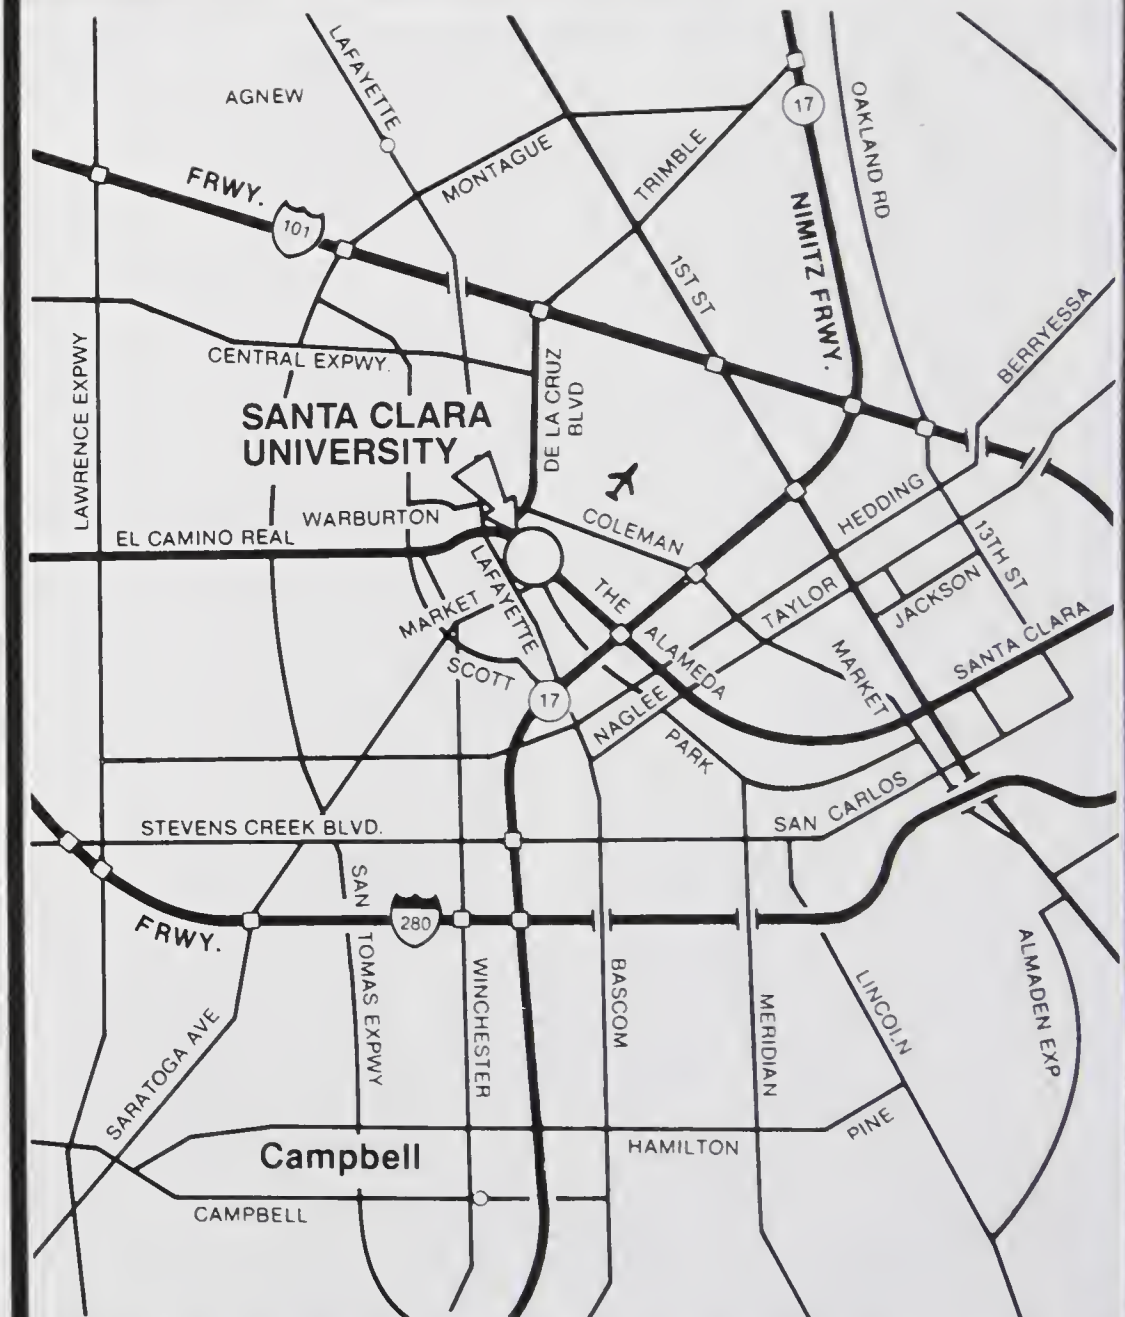 LAFAYETTE
AGNEW
17
OAKLAND RD
MONTAGUE
TRIMBLE
FRWY.
101
NIMITZ FRWY.
1ST ST
BERRYESSA
CENTRAL EXPWY.
LAWRENCE EXPWY
DE LA CRUZ
BLVD
SANTA CLARA
UNIVERSITY
HEDDING
WARBURTON
COLEMAN
EL CAMINO REAL
13TH ST
LAFAYETTE
THE ALAMEDA
TAYLOR
JACKSON
MARKET
SANTA CLARA
MARKET
SCOTT
17
NAGLEE
PARK
SAN CARLOS
STEVENS CREEK BLVD.
SAN TOMAS EXPWY
280
FRWY.
WINCHESTER
BASCOM
MERIDIAN
LINCOLN
ALMADEN EXP
SARATOGA AVE
PINE
HAMILTON
Campbell
CAMPBELL